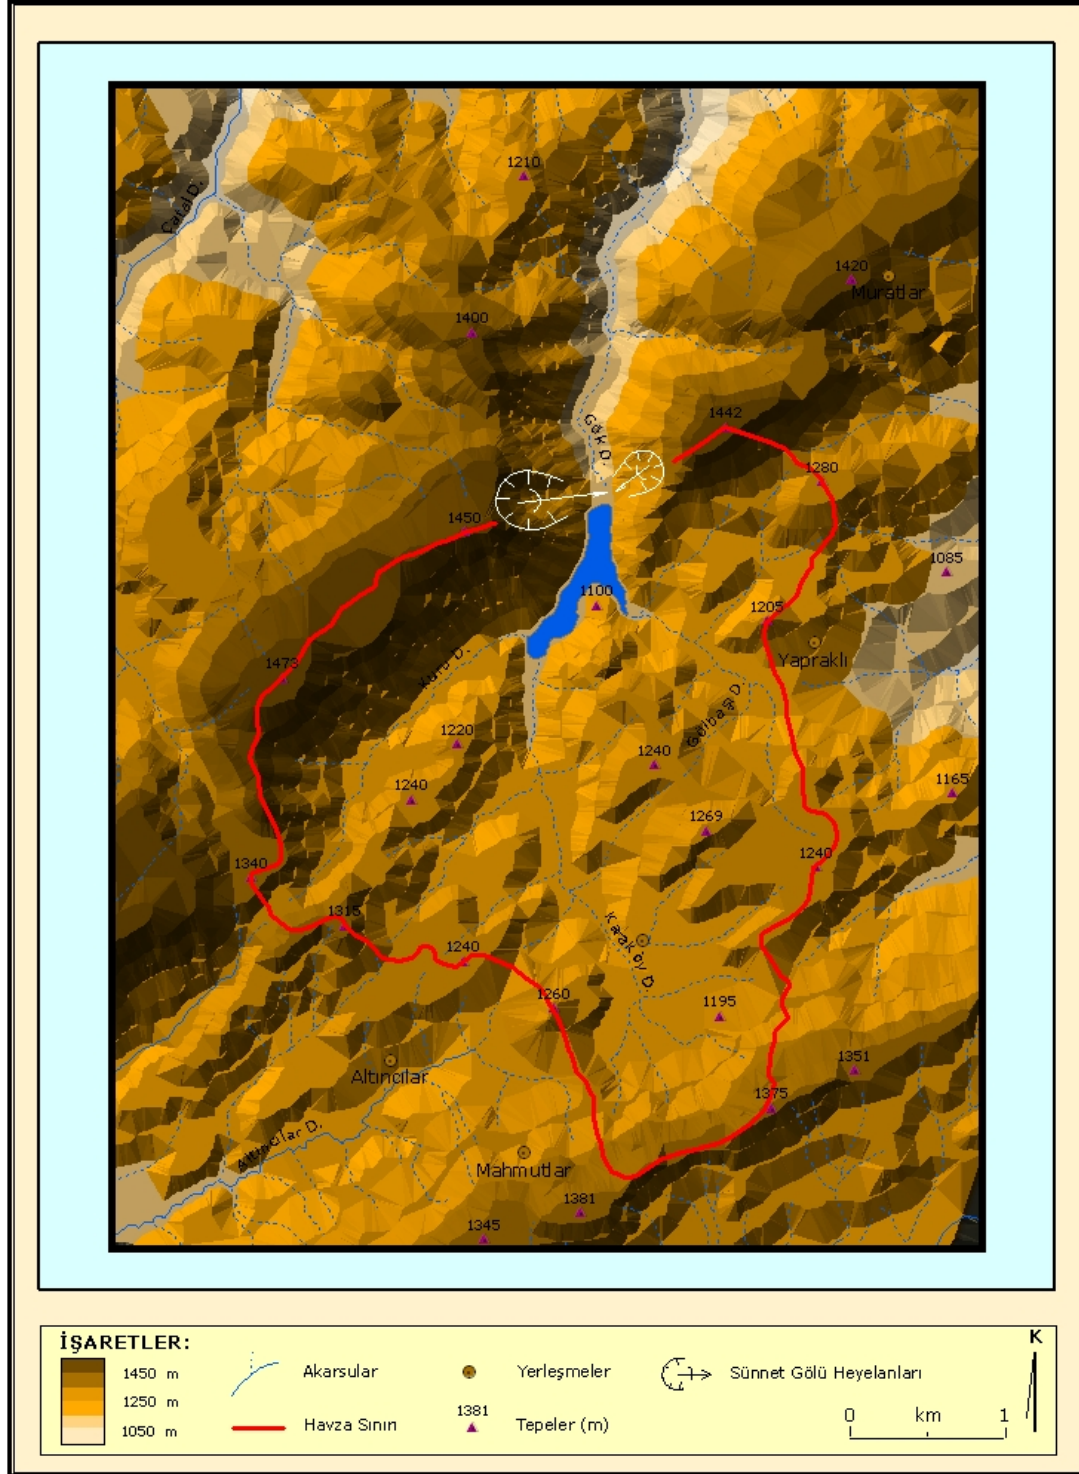 1210
Çatal D.
1420
Muratlar
1400
1442
Gök D.
1280
1450
1085
1100
1205
Yapraklı
Kuru D.
1473
Gülbaşı D.
1220
1240
1240
1165
1269
1340
1240
1315
Karaköy D.
1240
1260
1195
1351
Altıncılar
1375
Altıncılar D.
Mahmutlar
1381
1345
İŞARETLER:
K
1450 m
Akarsular
Yerleşmeler
Sünnet Gölü Heyelanları
1250 m
1050 m
Havza Sınırı
1381
Tepeler (m)
0 km 1